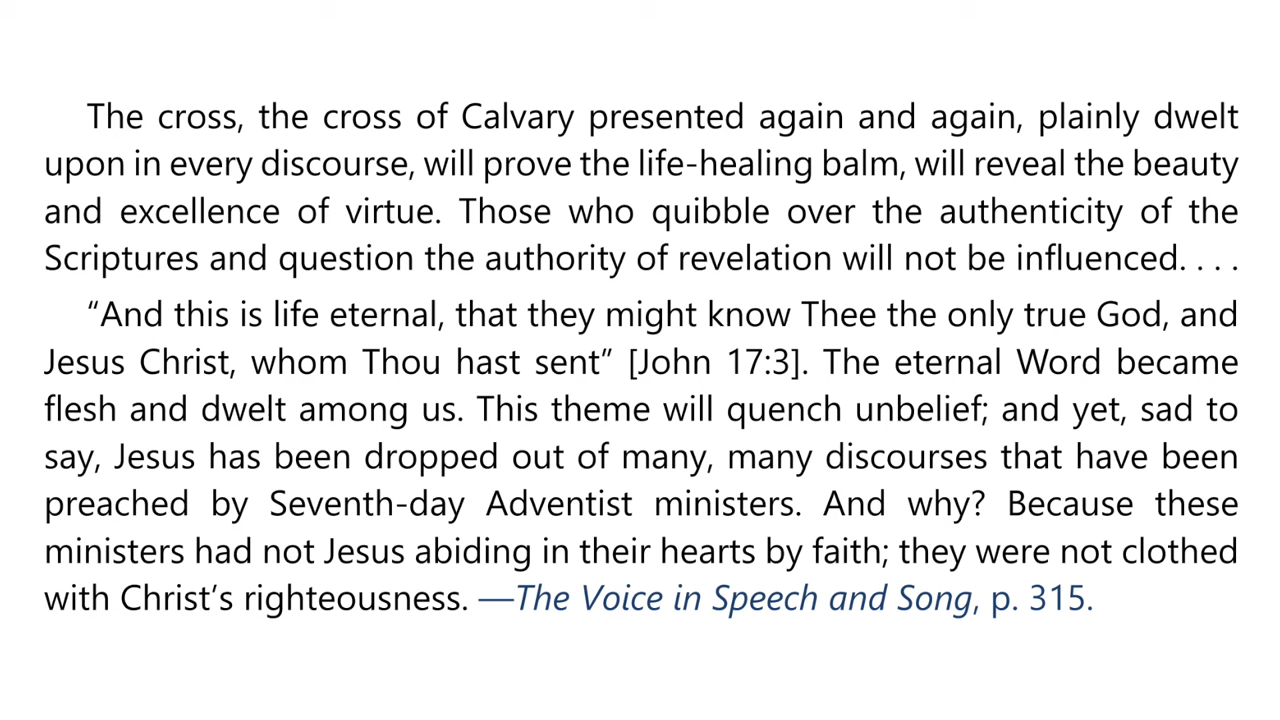 The cross, the cross of Calvary presented again and again, plainly dwelt
upon in every discourse, will prove the life-healing balm, will reveal the beauty
and excellence of virtue. Those who quibble over the authenticity of the
Scriptures and question the authority of revelation will not be influenced. . . .
“And this is life eternal, that they might know Thee the only true God, and
Jesus Christ, whom Thou hast sent” [John 17:3]. The eternal Word became
flesh and dwelt among us. This theme will quench unbelief; and yet, sad to
say, Jesus has been dropped out of many, many discourses that have been
preached by Seventh-day Adventist ministers. And why? Because these
ministers had not Jesus abiding in their hearts by faith; they were not clothed
with Christ‘s righteousness. —The Voice in Speech and Song, p. 315.